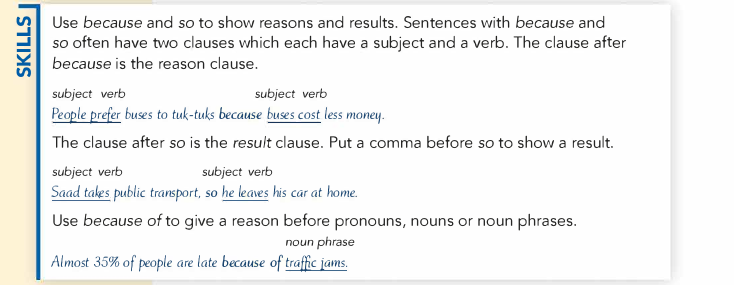 SKILLS
Use because and so to show reasons and results. Sentences with because and
so often have two clauses which each have a subject and a verb. The clause after
because is the reason clause.
subject verb subject verb
People prefer buses to tuk-tuks because buses cost less money.
The clause after so is the result clause. Put a comma before so to show a result.
subject verb subject verb
Saad takes public transport, so he leaves his car at home.
Use because of to give a reason before pronouns, nouns or noun phrases.
noun phrase
Almost 35% of people are late because of traffic jams.